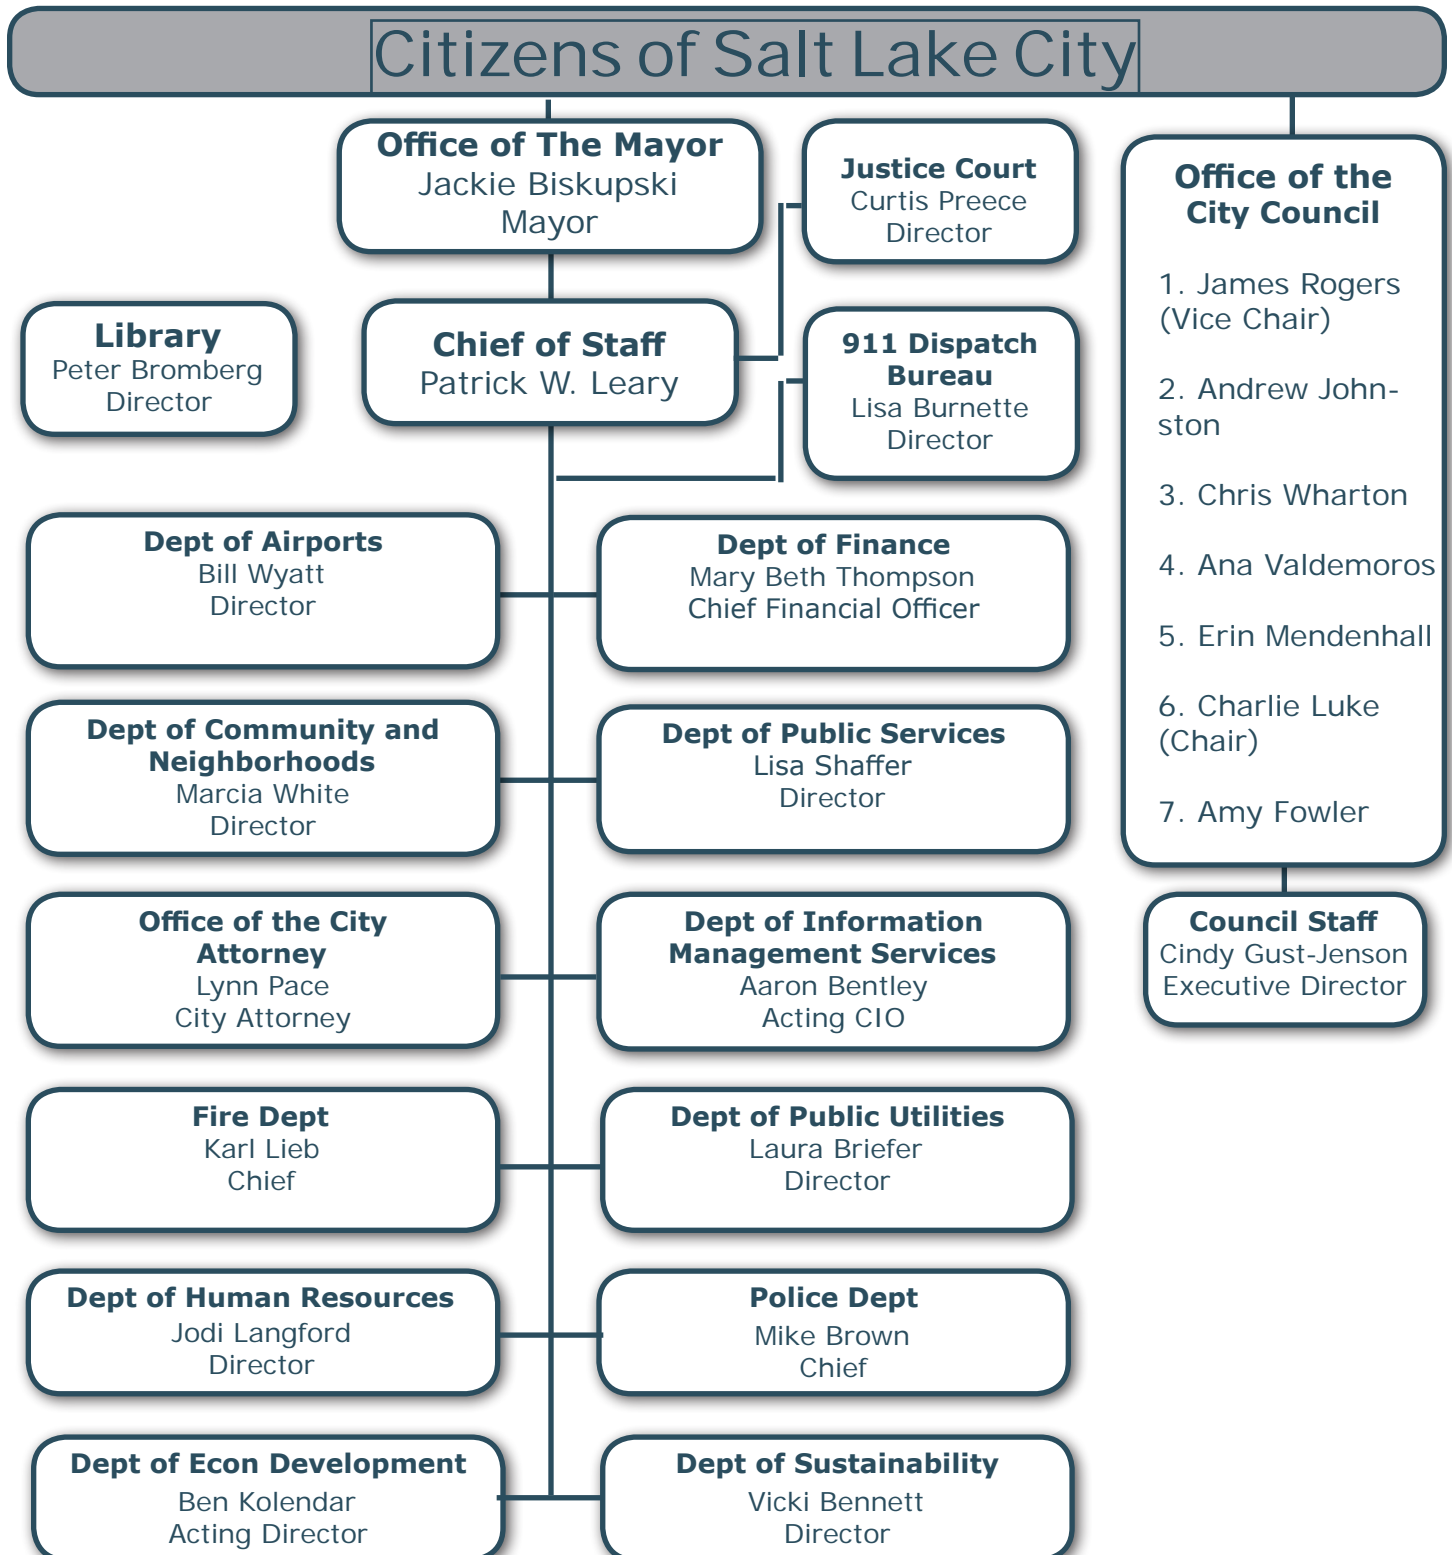 Citizens of Salt Lake City
Office of The Mayor
Jackie Biskupski
Mayor
Justice Court
Curtis Preece
Director
Office of the
City Council
1. James Rogers
(Vice Chair)
2. Andrew John-
ston
3. Chris Wharton
4. Ana Valdemoros
5. Erin Mendenhall
6. Charlie Luke
(Chair)
7. Amy Fowler
Library
Peter Bromberg
Director
Chief of Staff
Patrick W. Leary
911 Dispatch
Bureau
Lisa Burnette
Director
Dept of Airports
Bill Wyatt
Director
Dept of Finance
Mary Beth Thompson
Chief Financial Officer
Dept of Community and
Neighborhoods
Marcia White
Director
Dept of Public Services
Lisa Shaffer
Director
Office of the City
Attorney
Lynn Pace
City Attorney
Dept of Information
Management Services
Aaron Bentley
Acting CIO
Council Staff
Cindy Gust-Jenson
Executive Director
Fire Dept
Karl Lieb
Chief
Dept of Public Utilities
Laura Briefer
Director
Dept of Human Resources
Jodi Langford
Director
Police Dept
Mike Brown
Chief
Dept of Econ Development
Ben Kolendar
Acting Director
Dept of Sustainability
Vicki Bennett
Director